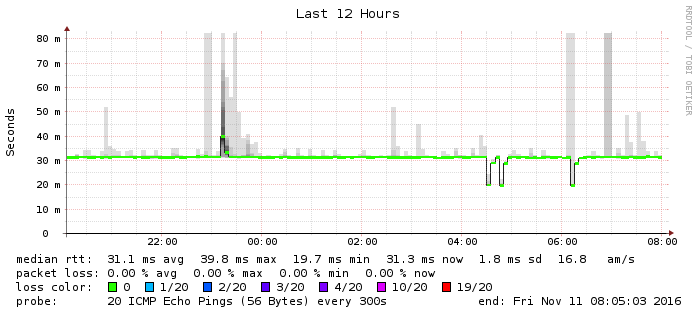 Last 12 Hours
RRDTOOL / TOBI OETIKER
80 m
70 m
60 m
50 m
40 m
30 m
20 m
10 m
0
Seconds
22:00 00:00 02:00 04:00 06:00 08:00
median rtt: 31.1 ms avg 39.8 ms max 19.7 ms min 31.3 ms now 1.8 ms sd 16.8 am/s
packet loss: 0.00 % avg 0.00 % max 0.00 % min 0.00 % now
loss color: 0 1/20 2/20 3/20 4/20 10/20 19/20
probe: 20 ICMP Echo Pings (56 Bytes) every 300s end: Fri Nov 11 08:05:03 2016